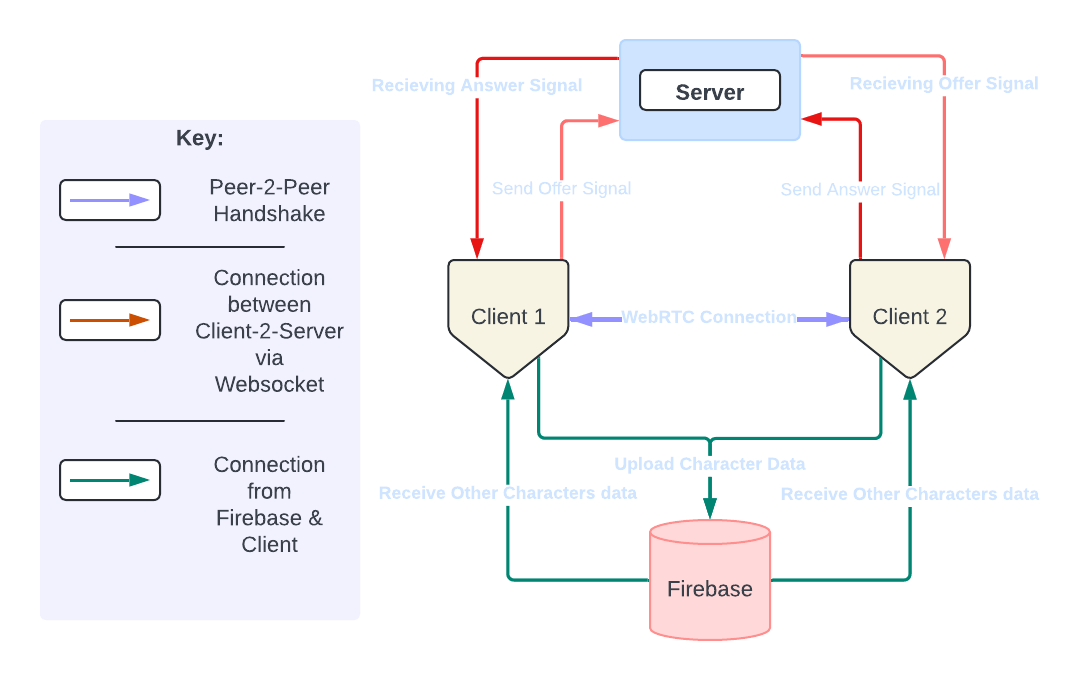 Key:
Peer-2-Peer
Handshake
Connection
between
Client-2-Server
via
Websocket
Connection
from
Firebase &
Client
Server
Recieving Answer Signal
Recieving Offer Signal
Send Offer Signal
Send Answer Signal
Client 1
WebRTC Connection
Client 2
Upload Character Data
Receive Other Characters data
Receive Other Characters data
Firebase